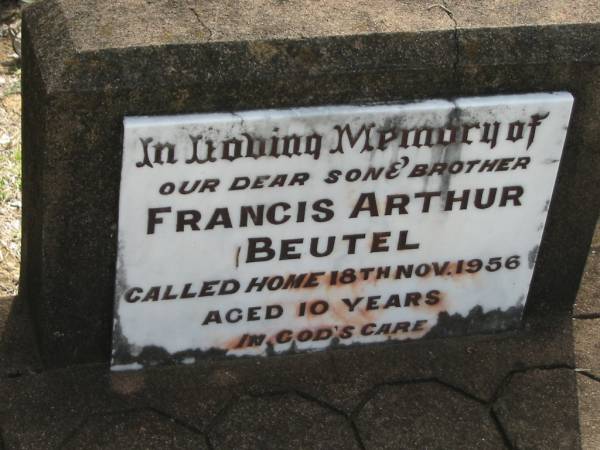 In Loving Memory of
OUR DEAR SON & BROTHER
FRANCIS ARTHUR
BEUTEL
CALLED HOME 18TH NOV. 1956
AGED 10 YEARS
IN GOD'S CARE